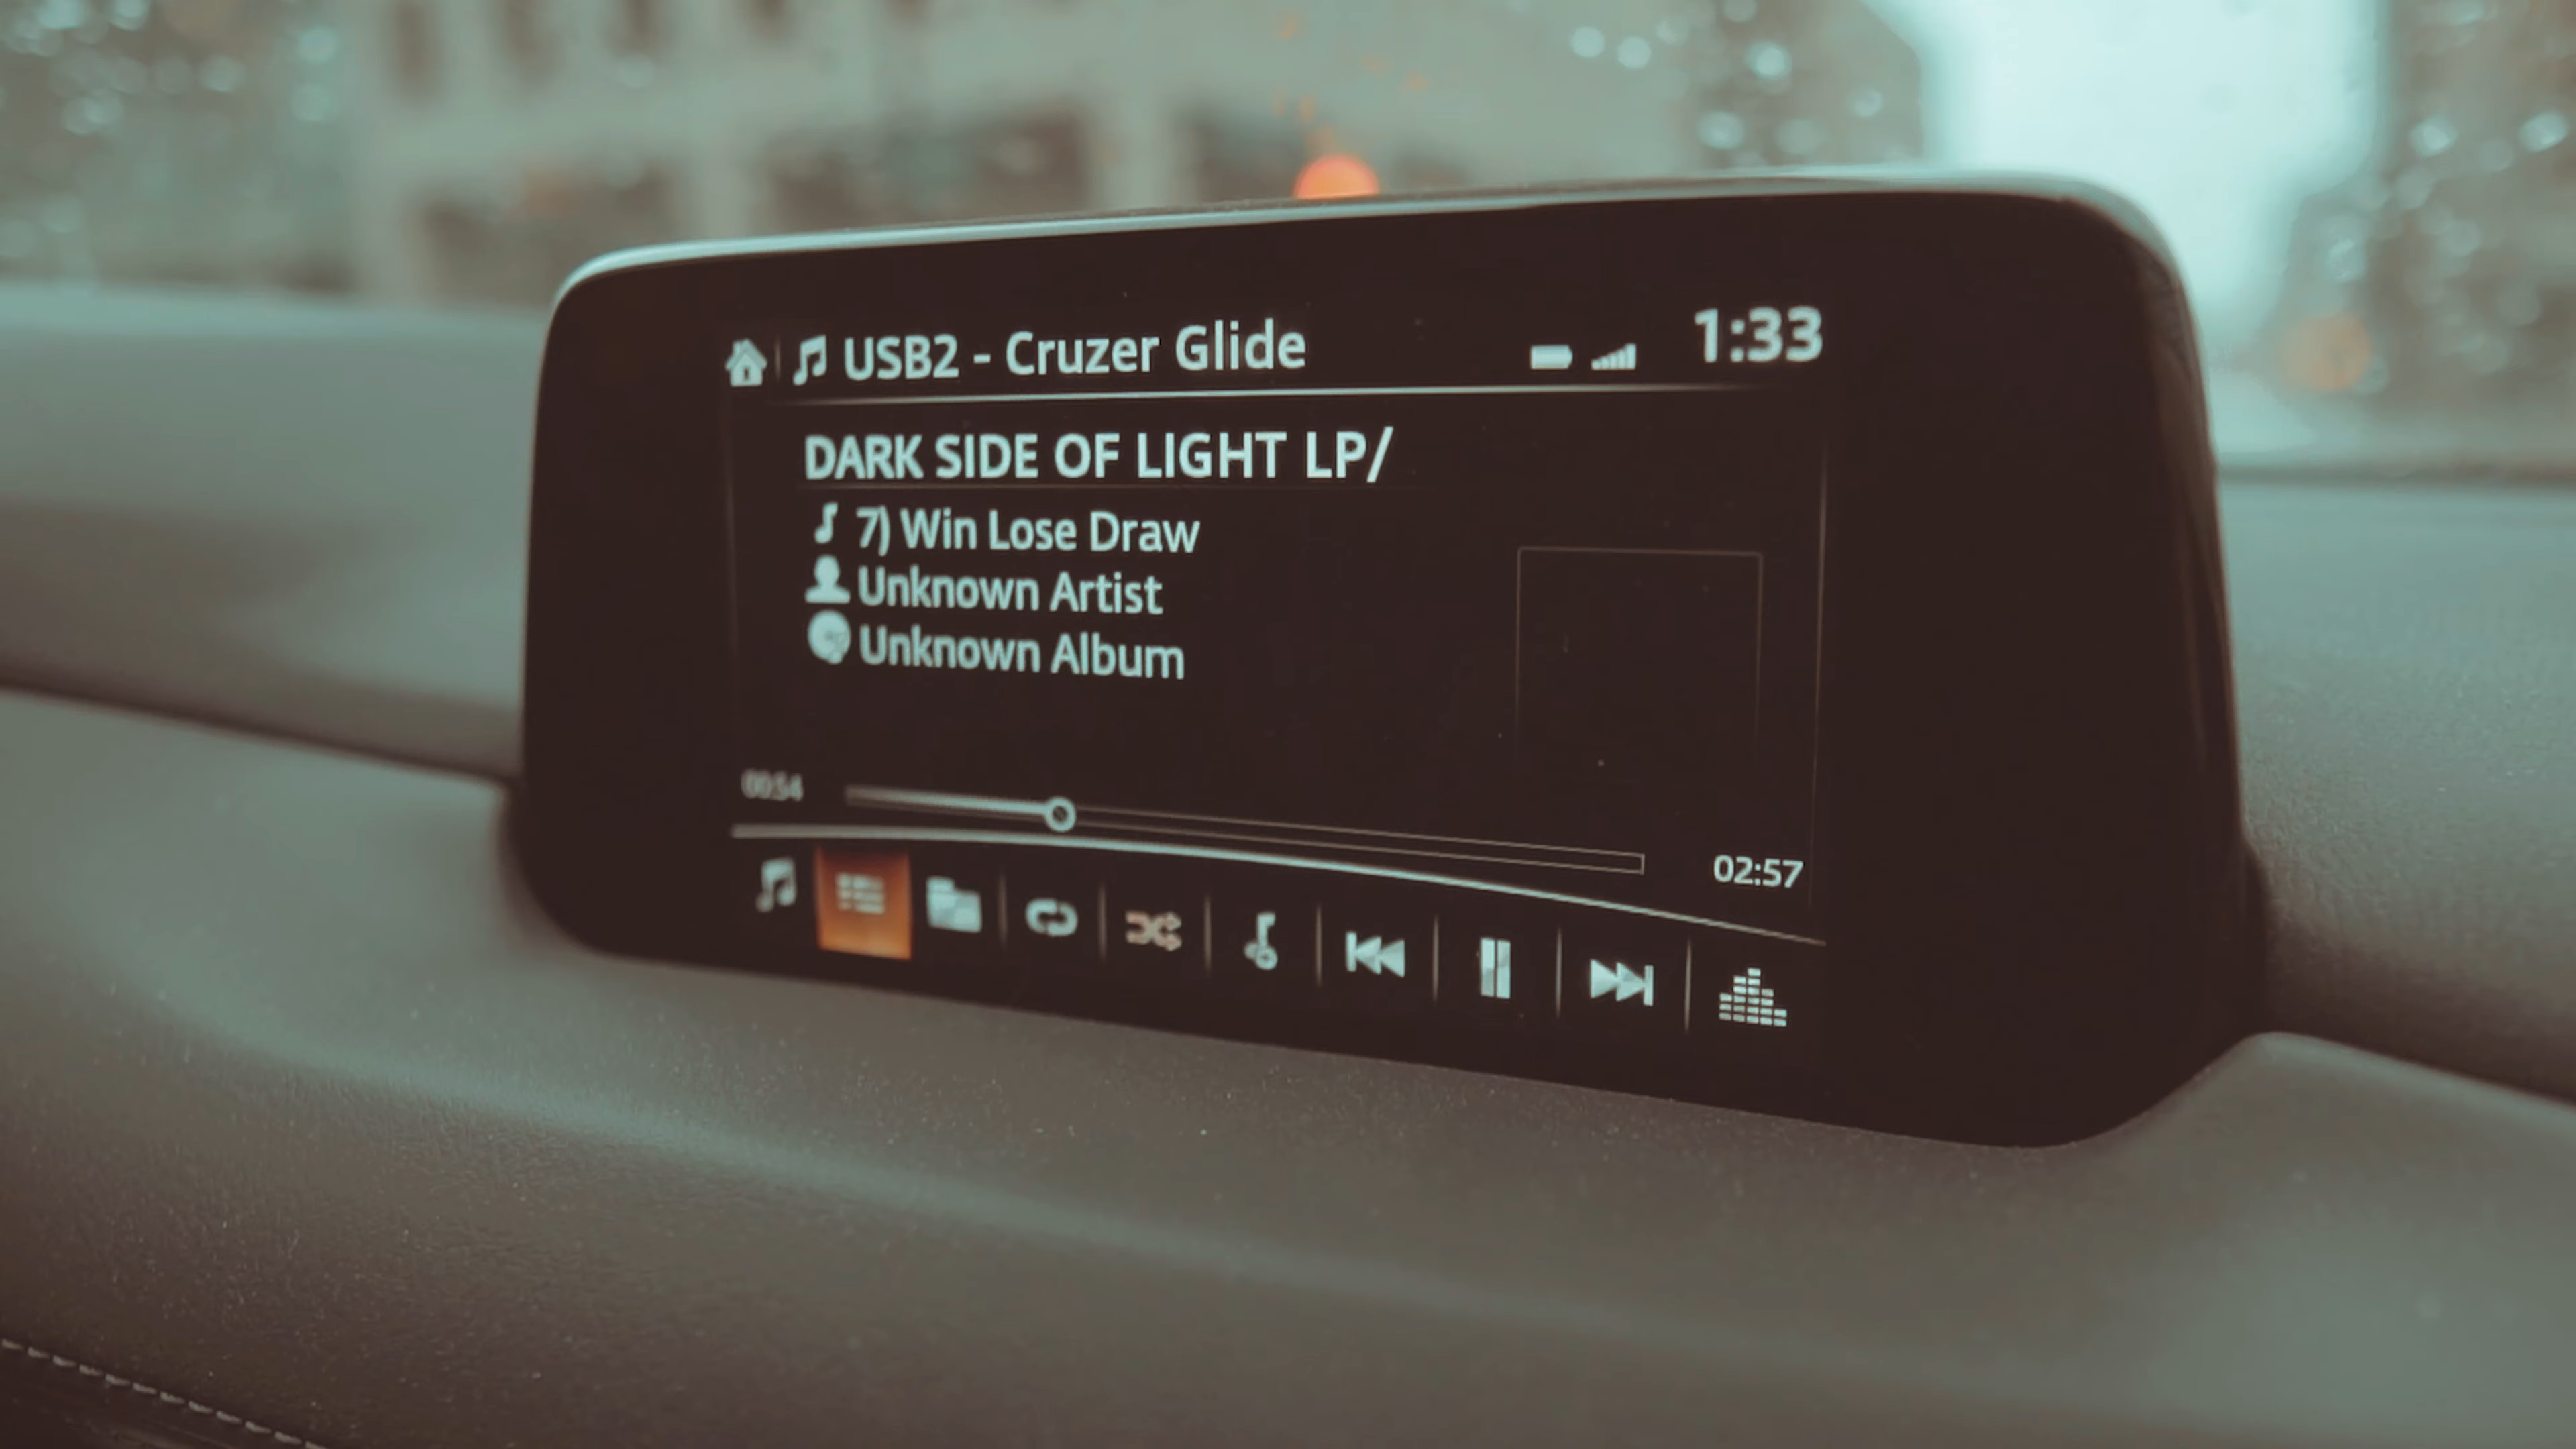 USB2 - Cruzer Glide 1:33
DARK SIDE OF LIGHT LP/
7) Win Lose Draw
Unknown Artist
Unknown Album
00:54
02:57